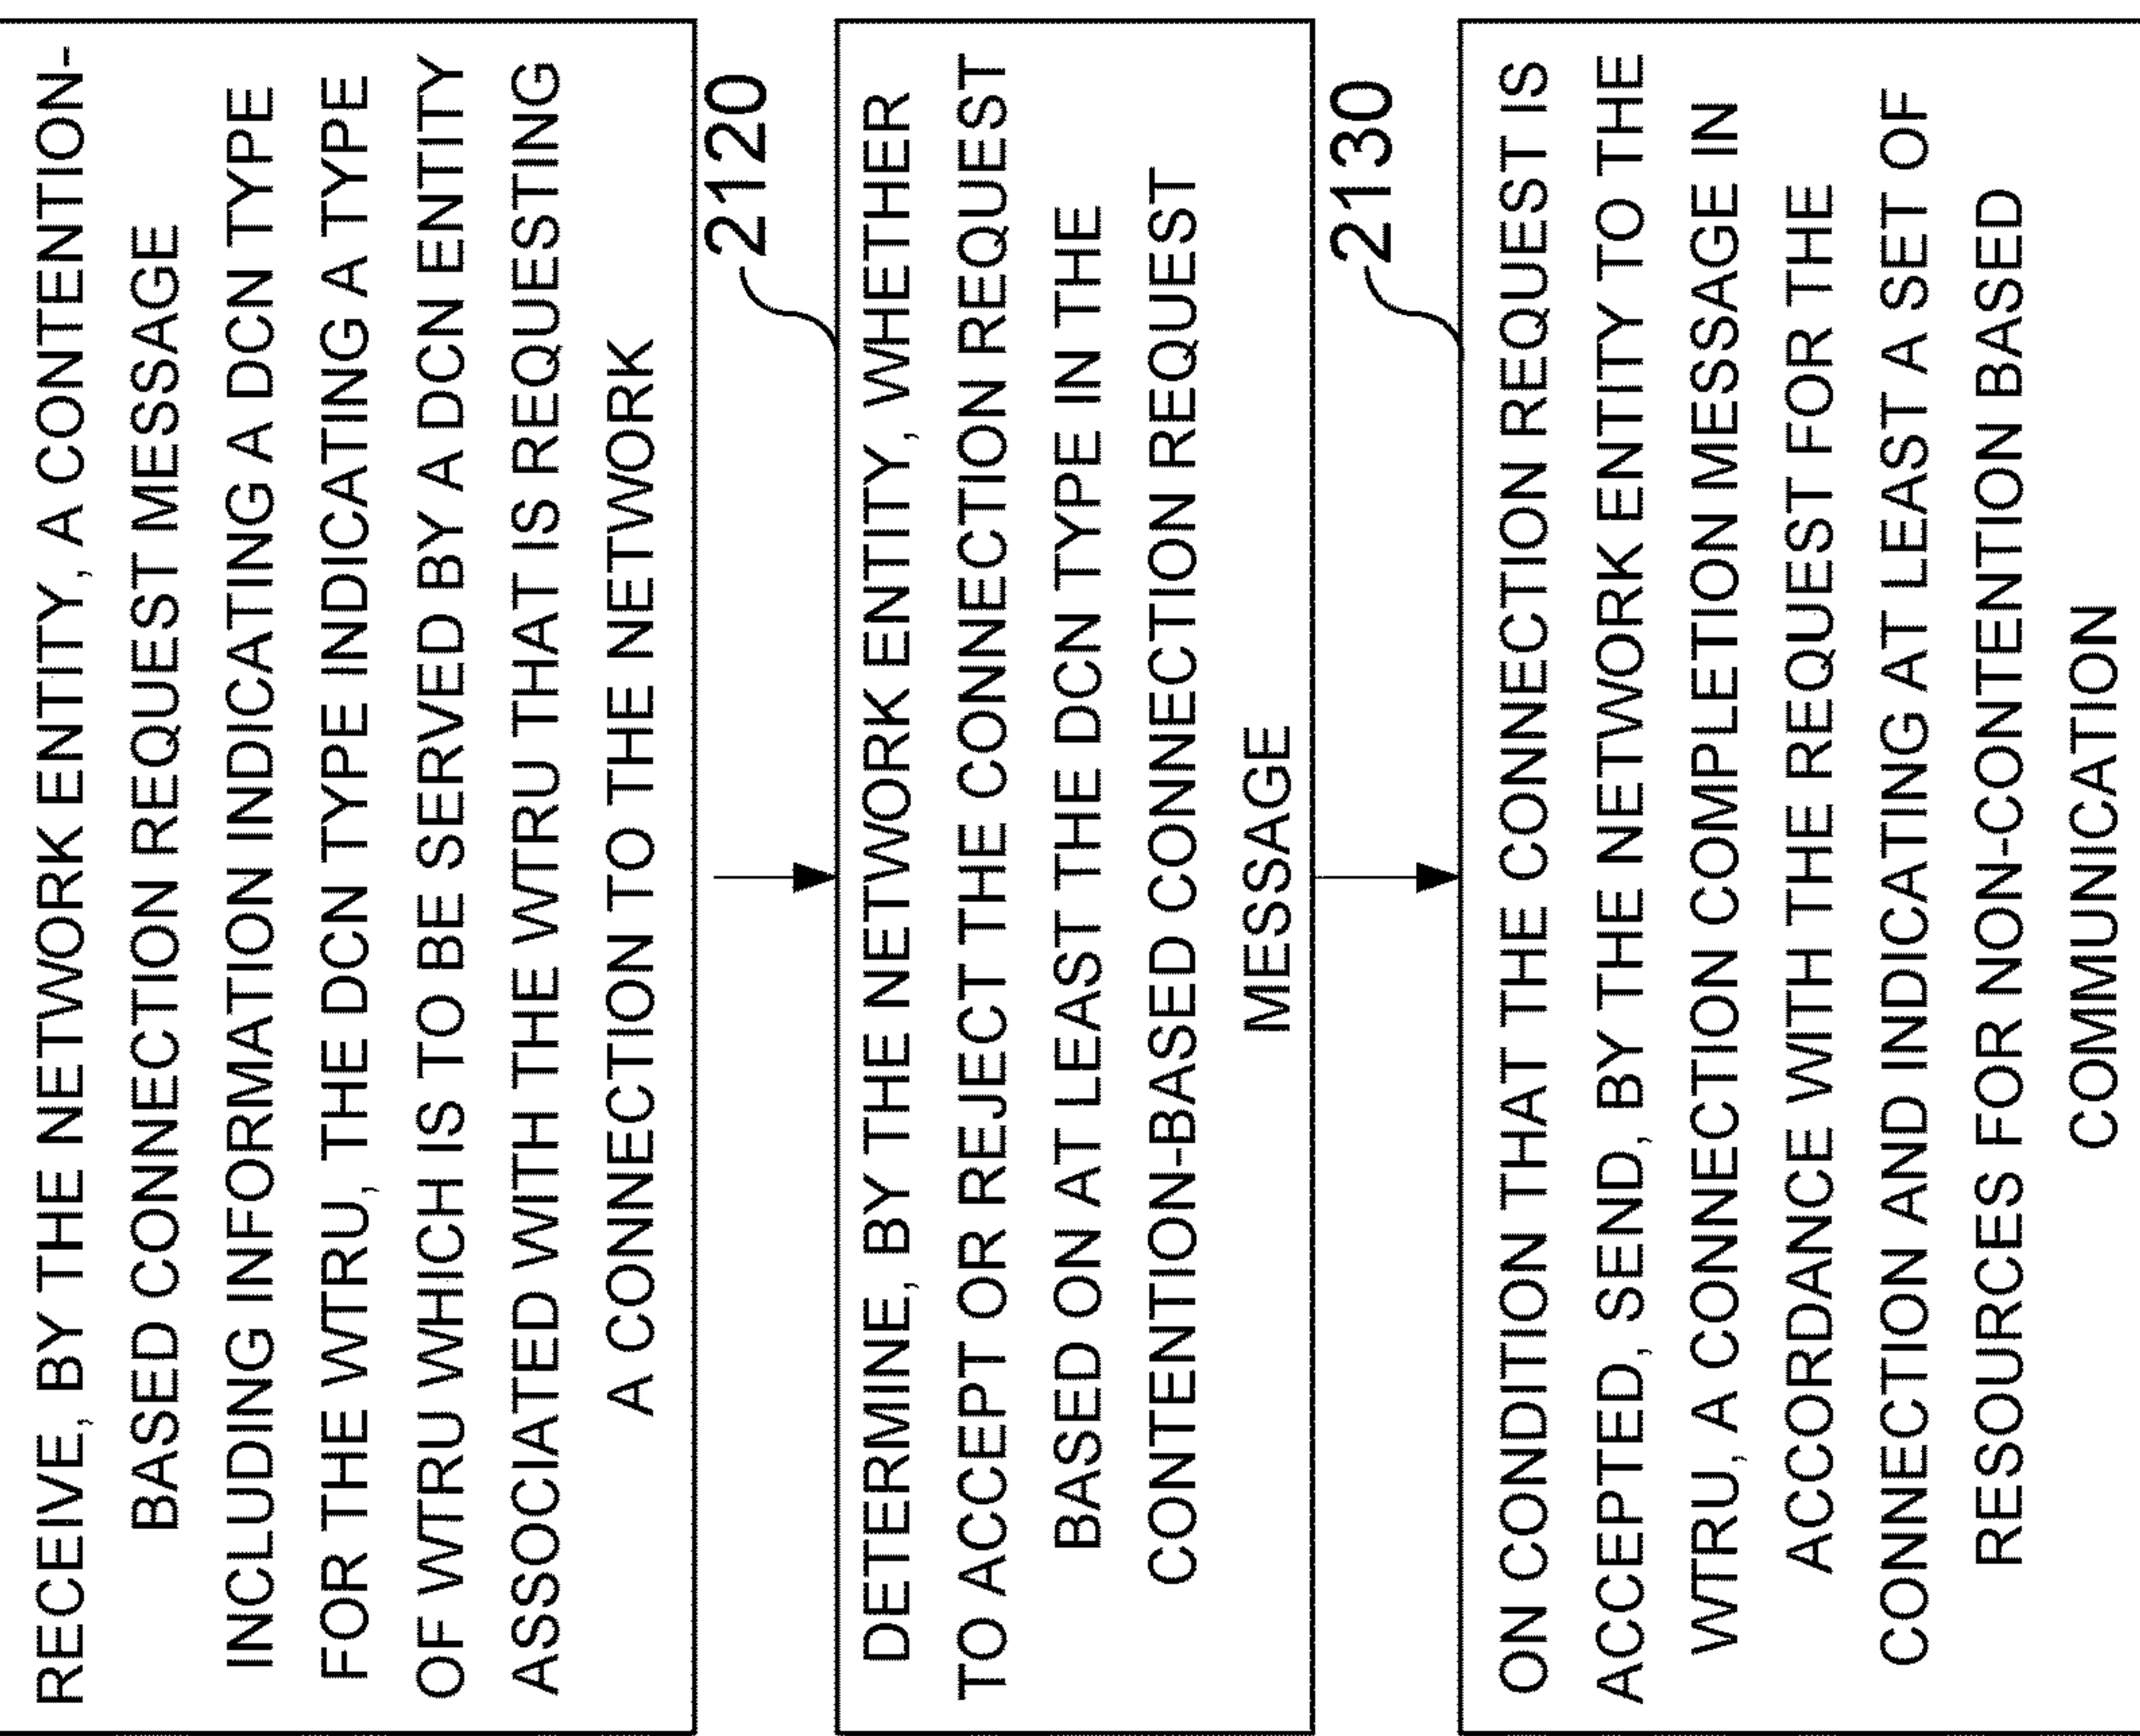 RECEIVE, BY THE NETWORK ENTITY, A CONTENTION-
BASED CONNECTION REQUEST MESSAGE
INCLUDING INFORMATION INDICATING A DCN TYPE
FOR THE WTRU, THE DCN TYPE INDICATING A TYPE
OF WTRU WHICH IS TO BE SERVED BY A DCN ENTITY
ASSOCIATED WITH THE WTRU THAT IS REQUESTING
A CONNECTION TO THE NETWORK
2120
DETERMINE, BY THE NETWORK ENTITY, WHETHER
TO ACCEPT OR REJECT THE CONNECTION REQUEST
BASED ON AT LEAST THE DCN TYPE IN THE
CONTENTION-BASED CONNECTION REQUEST
MESSAGE
2130
ON CONDITION THAT THE CONNECTION REQUEST IS
ACCEPTED, SEND, BY THE NETWORK ENTITY TO THE
WTRU, A CONNECTION COMPLETION MESSAGE IN
ACCORDANCE WITH THE REQUEST FOR THE
CONNECTION AND INDICATING AT LEAST A SET OF
RESOURCES FOR NON-CONTENTION BASED
COMMUNICATION